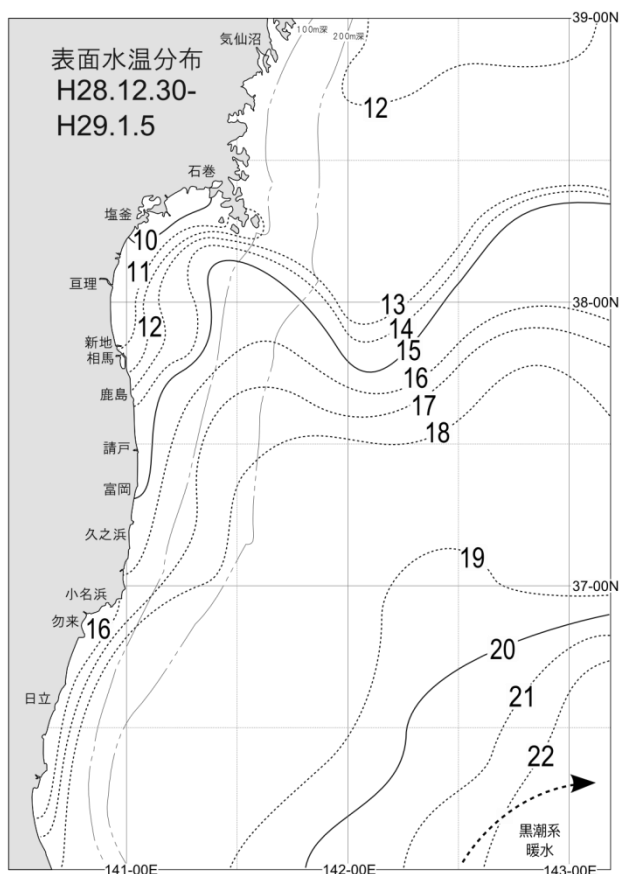 39-00N
気仙沼
100m深
200m深
表面水温分布
H28.12.30-
H29.1.5
12
石巻
塩釜
10
11
亘理
13
38-00N
12
14
新地
15
相馬
16
鹿島
17
18
請戸
富岡
久之浜
19
37-00N
小名浜
勿来
16
20
日立
21
22
黒潮系
暖水
141-00E
142-00E
143-00E